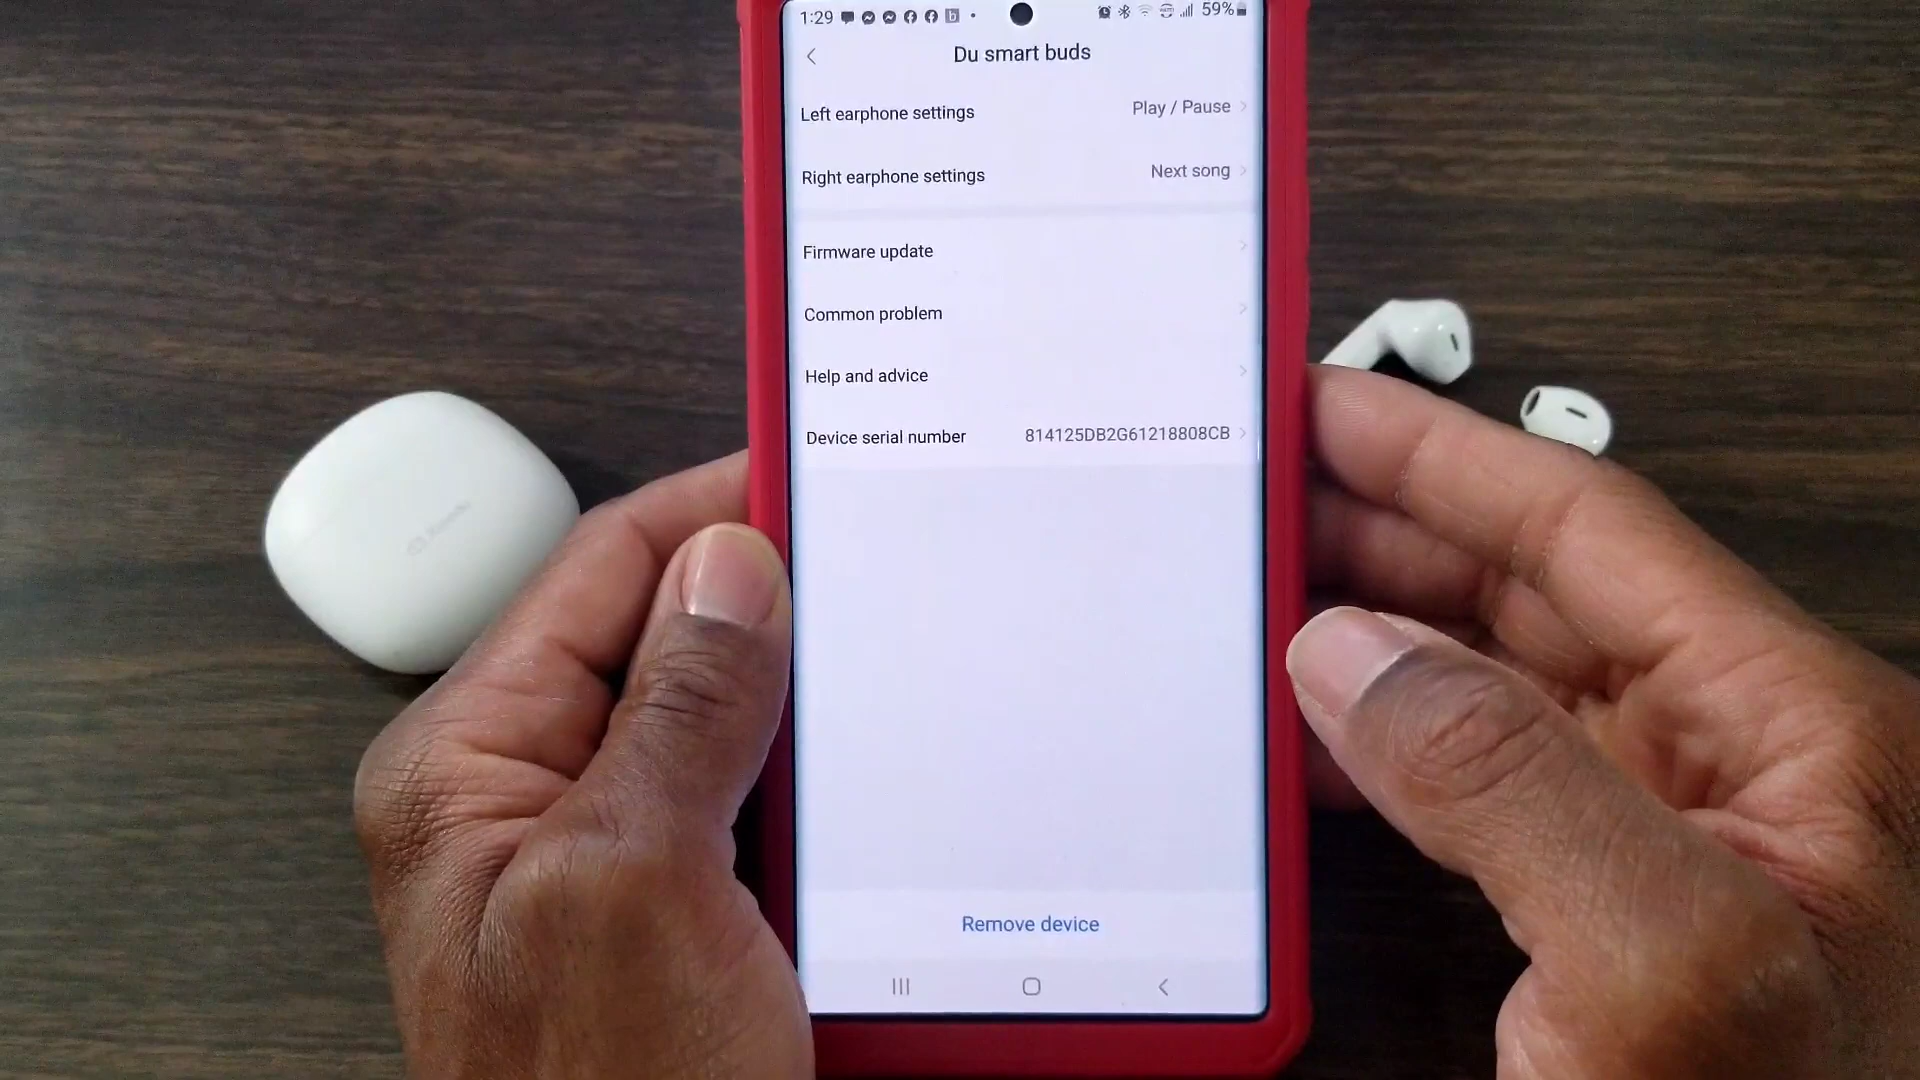 1:29 59%
Du smart buds
Left earphone settings Play / Pause
Right earphone settings Next song
Firmware update
Common problem
Help and advice
Device serial number 814125DB2G61218808CB
Remove device